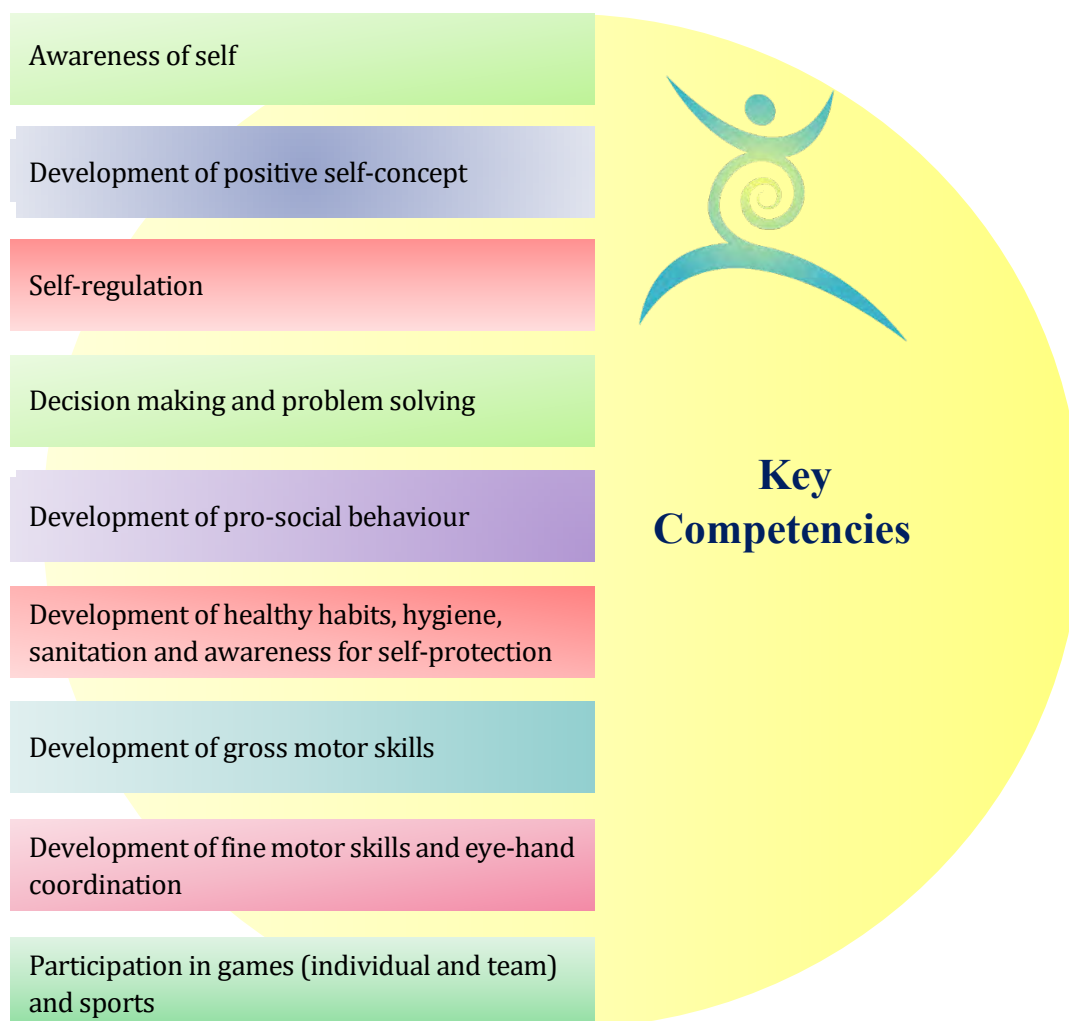 Awareness of self
Development of positive self-concept
Self-regulation
Decision making and problem solving
Development of pro-social behaviour
Development of healthy habits, hygiene,
sanitation and awareness for self-protection
Development of gross motor skills
Development of fine motor skills and eye-hand
coordination
Participation in games (individual and team)
and sports
Key
Competencies